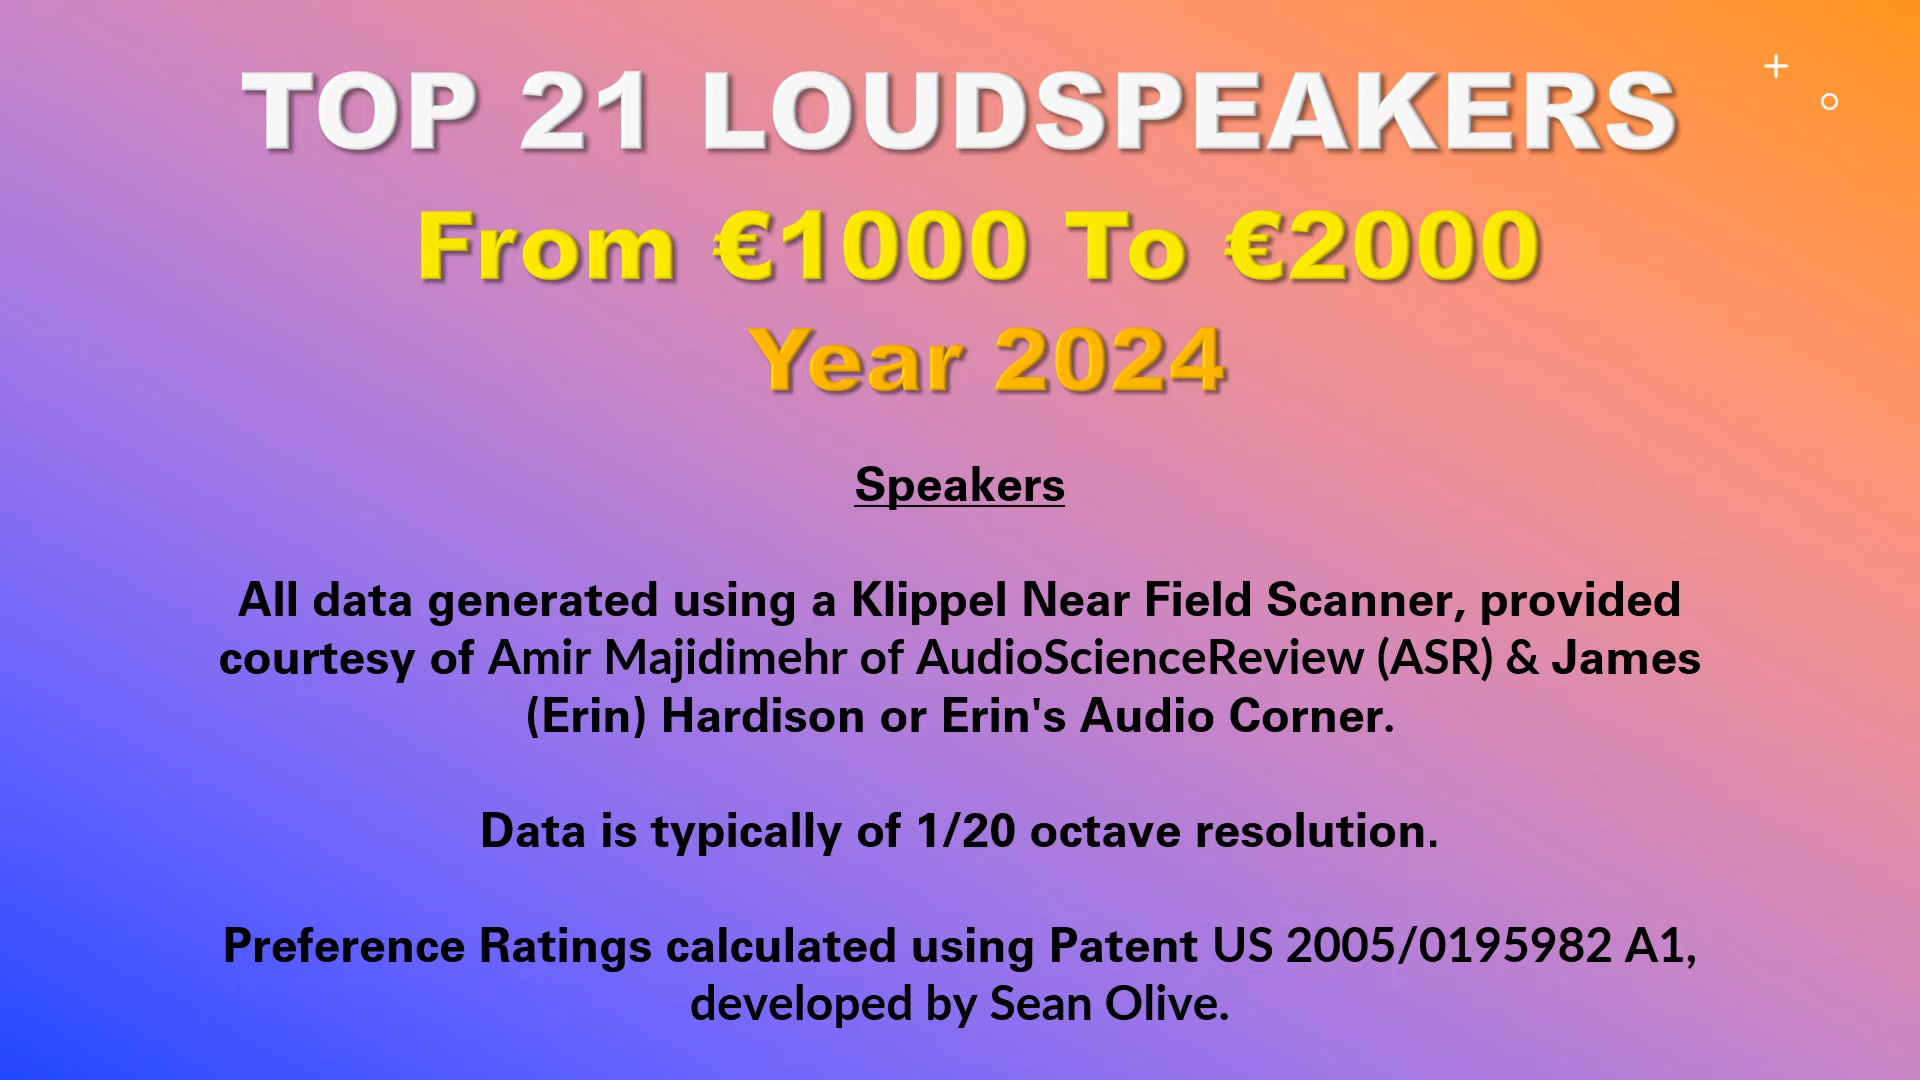 TOP 21 LOUDSPEAKERS
From €1000 To €2000
Year 2024
Speakers
All data generated using a Klippel Near Field Scanner, provided
courtesy of Amir Majidimehr of AudioScienceReview (ASR) & James
(Erin) Hardison or Erin's Audio Corner.
Data is typically of 1/20 octave resolution.
Preference Ratings calculated using Patent US 2005/0195982 A1,
developed by Sean Olive.